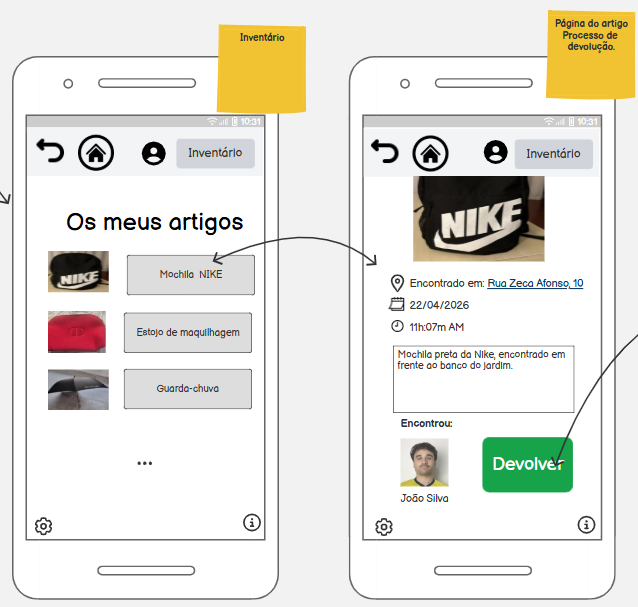 Inventário
10:31
Inventário
Os meus artigos
NIKE
Mochila NIKE
Estojo de maquilhagem
Guarda-chuva
...
Página do artigo
Processo de
devolução.
10:31
Inventário
NIKE
Encontrado em: Rua Zeca Afonso, 10
22/04/2026
11h:07m AM
Mochila preta da Nike, encontrado em
frente ao banco do jardim.
Encontrou:
Devolver
João Silva